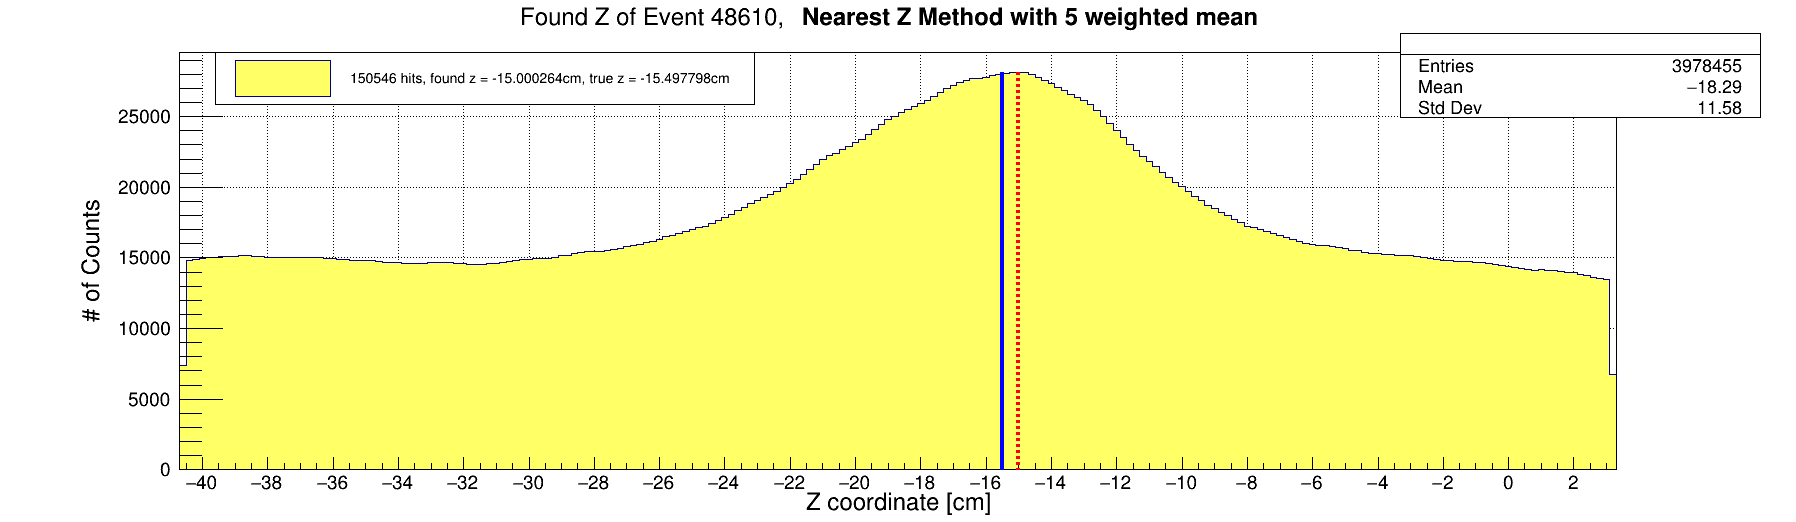 Found Z of Event 48610, Nearest Z Method with 5 weighted mean
150546 hits, found z = -15.000264cm, true z = -15.497798cm
Entries 3978455
Mean −18.29
Std Dev 11.58
# of Counts
25000
20000
15000
10000
5000
0
−40 −38 −36 −34 −32 −30 −28 −26 −24 −22 −20 −18 −16 −14 −12 −10 −8 −6 −4 −2 0 2
Z coordinate [cm]